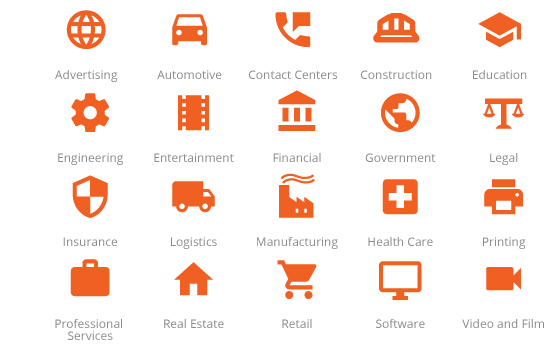 Advertising
Automotive
Contact Centers
Construction
Education
Engineering
Entertainment
Financial
Government
Legal
Insurance
Logistics
Manufacturing
Health Care
Printing
Professional
Services
Real Estate
Retail
Software
Video and Film